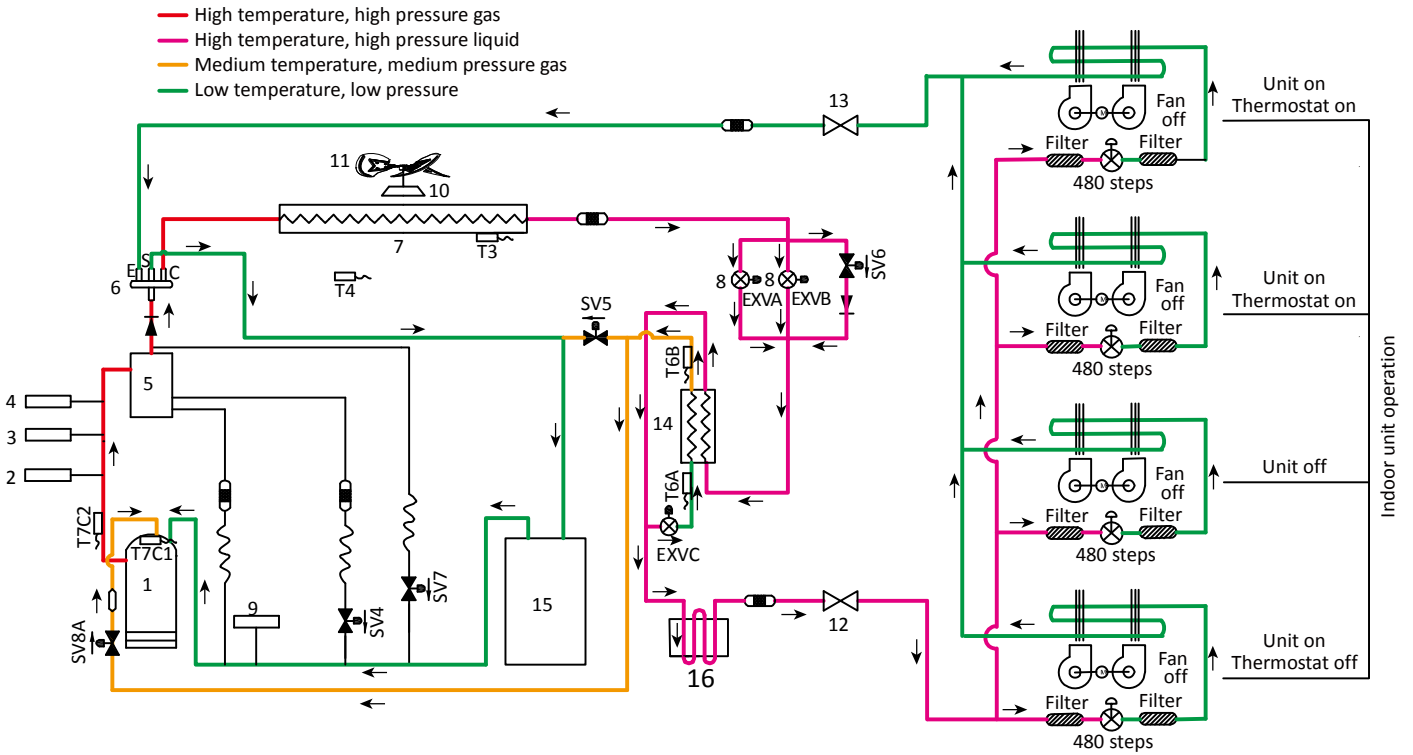 High temperature, high pressure gas
High temperature, high pressure liquid
Medium temperature, medium pressure gas
Low temperature, low pressure
13
11
10
7
T3
T4
E
S
C
6
5
4
3
2
T7C2
T7C1
1
SV8A
9
SV4
SV7
15
SV5
T6B
14
T6A
EXVC
8
EXVA
8
EXVB
SV6
16
12
Fan
off
Filter
Filter
480 steps
Unit on
Thermostat on
Fan
off
Filter
Filter
480 steps
Unit on
Thermostat on
Fan
off
Filter
Filter
480 steps
Unit off
Fan
off
Filter
Filter
480 steps
Unit on
Thermostat off
Indoor unit operation